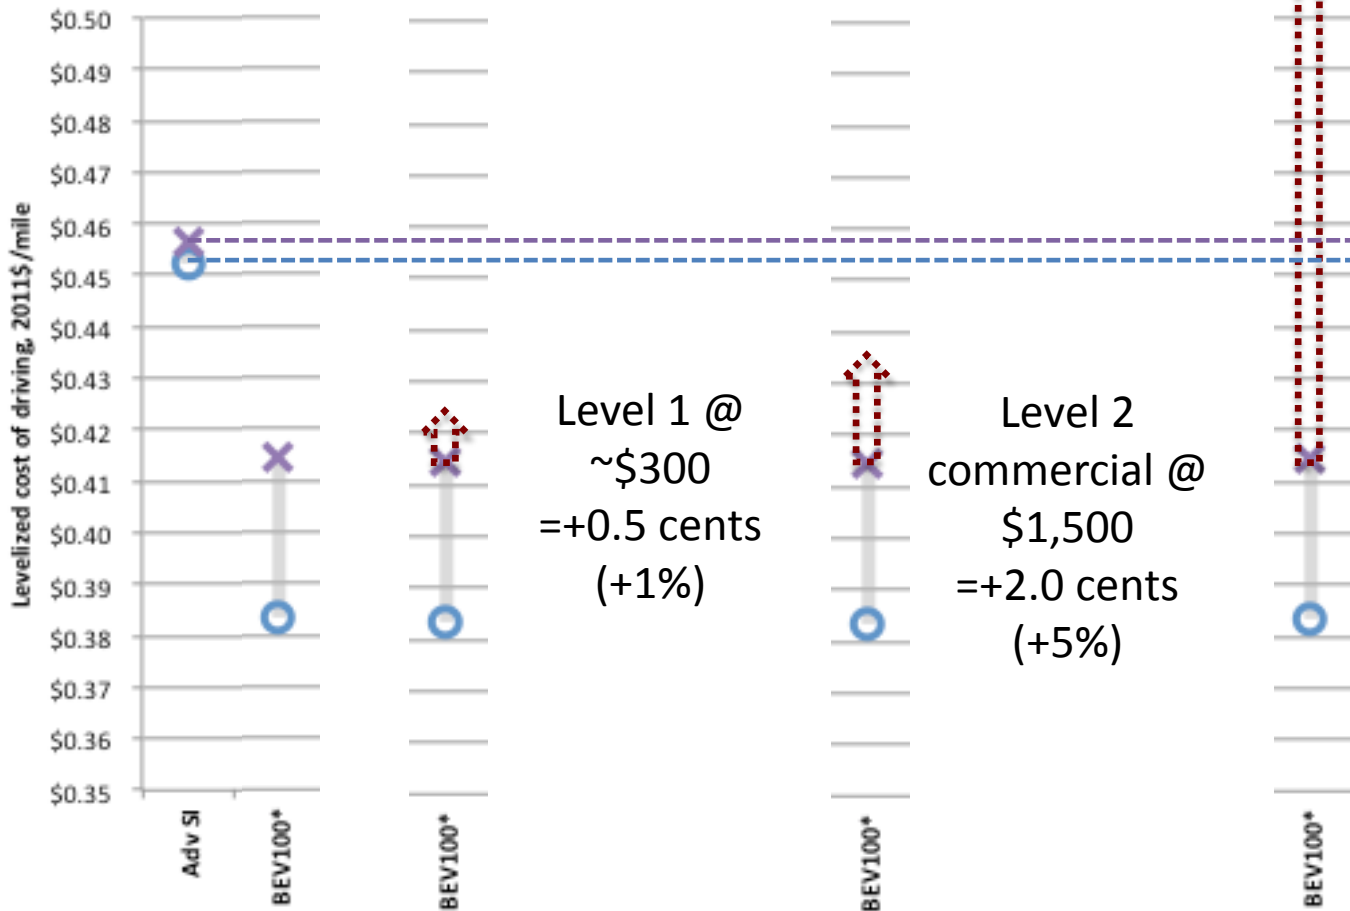 Levelized cost of driving, 2011$/mile
$0.50
$0.49
$0.48
$0.47
$0.46
$0.45
$0.44
$0.43
$0.42
$0.41
$0.40
$0.39
$0.38
$0.37
$0.36
$0.35
Level 1 @
~$300
=+0.5 cents
(+1%)
Level 2
commercial @
$1,500
=+2.0 cents
(+5%)
Adv SI
BEV100*
BEV100*
BEV100*
BEV100*